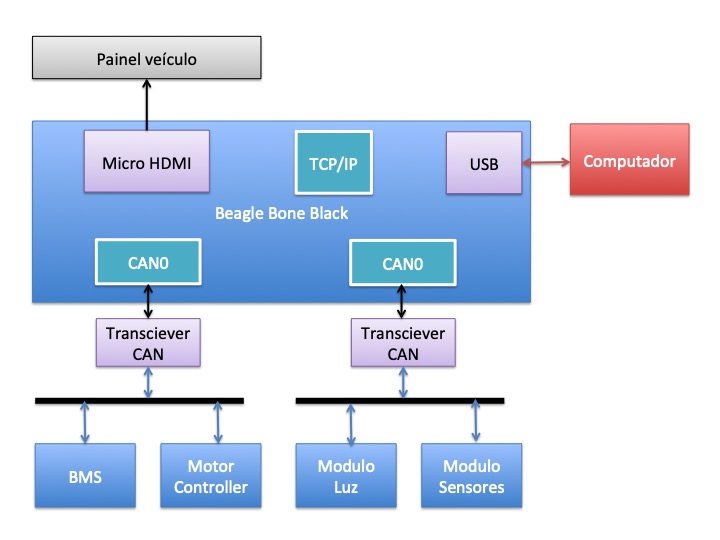 Painel veículo
Micro HDMI
TCP/IP
USB
Computador
Beagle Bone Black
CAN0
CAN0
Transciever
CAN
Transciever
CAN
BMS
Motor
Controller
Modulo
Luz
Modulo
Sensores